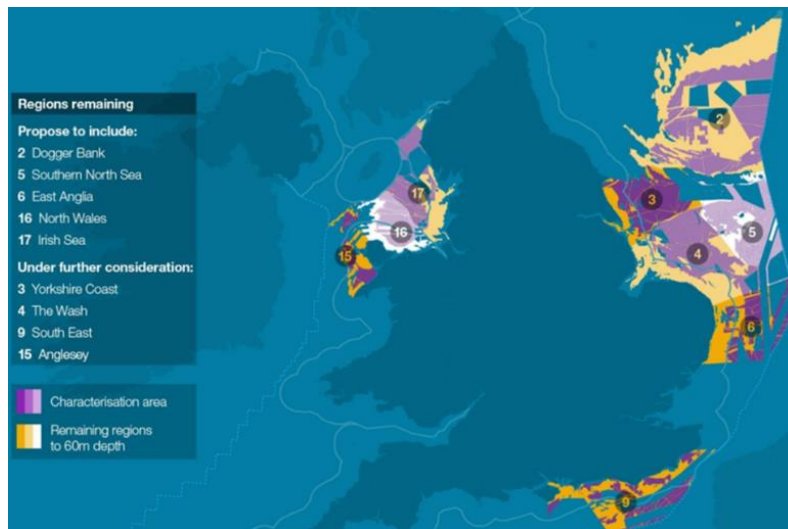 Regions remaining
Propose to include:
2 Dogger Bank
5 Southern North Sea
6 East Anglia
16 North Wales
17 Irish Sea
Under further consideration:
3 Yorkshire Coast
4 The Wash
9 South East
15 Anglesey
Characterisation area
Remaining regions
to 60m depth
2
17
3
16
5
15
4
6
9